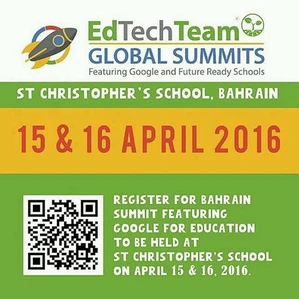 EdTechTeam
GLOBAL SUMMITS
Featuring Google and Future Ready Schools
ST CHRISTOPHER'S SCHOOL, BAHRAIN
15 & 16 APRIL 2016
REGISTER FOR BAHRAIN
SUMMIT FEATURING
GOOGLE FOR EDUCATION
TO BE HELD AT
ST CHRISTOPHER'S SCHOOL
ON APRIL 15 & 16, 2016.